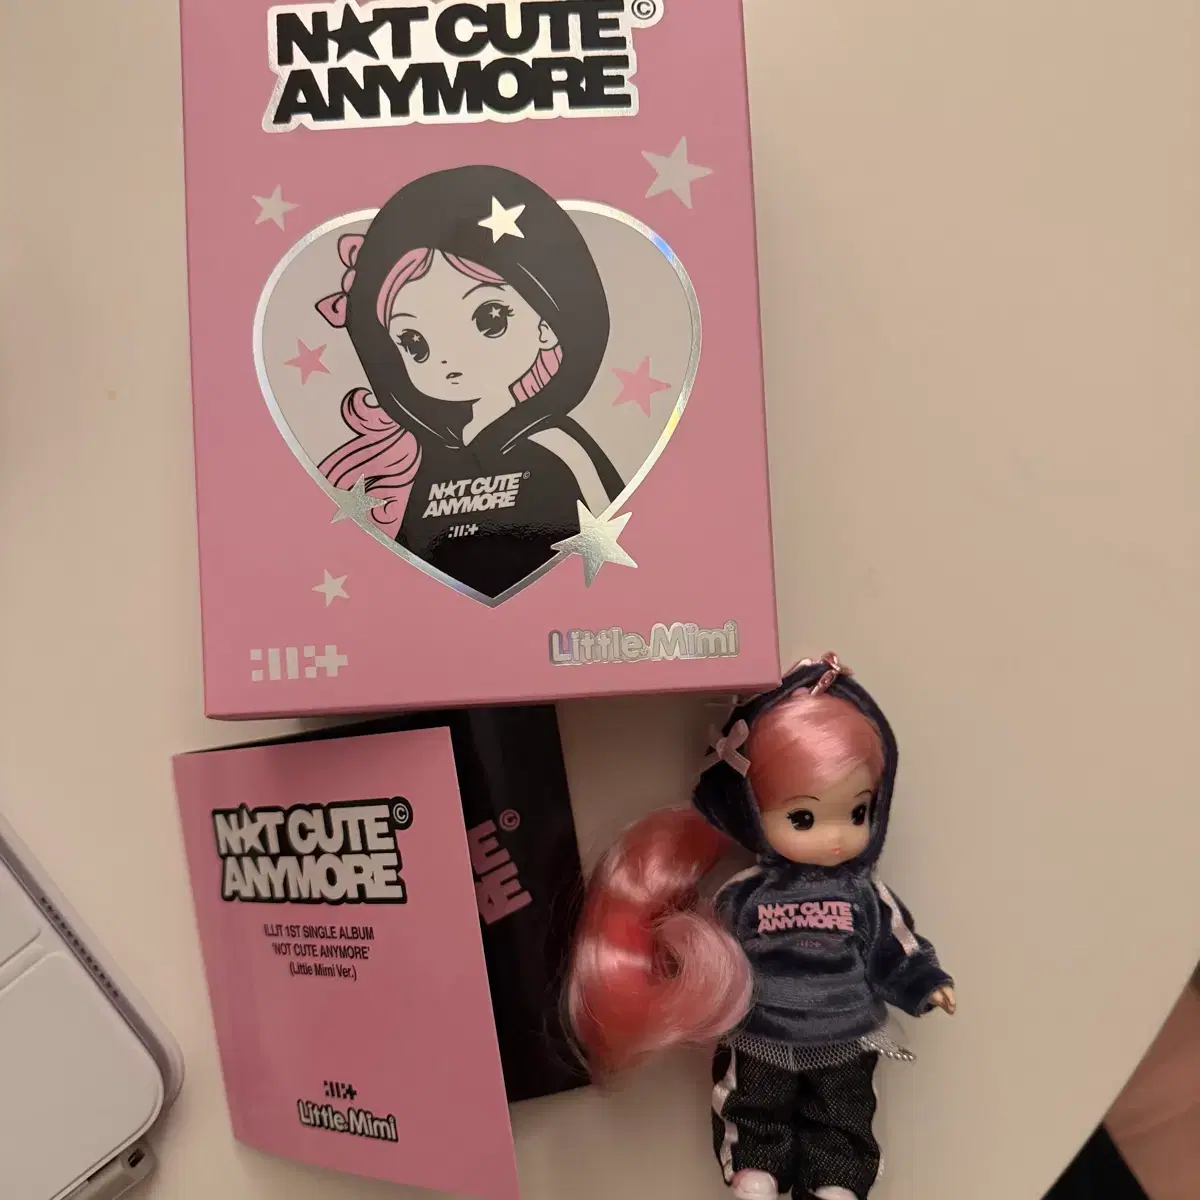 N★T CUTE©
ANYMORE
N★T CUTE©
ANYMORE
Little Mimi
N★T CUTE©
ANYMORE
ILLIT 1ST SINGLE ALBUM
'NOT CUTE ANYMORE'
(Little Mimi Ver.)
Little Mimi
RE©
N★T CUTE©
ANYMORE